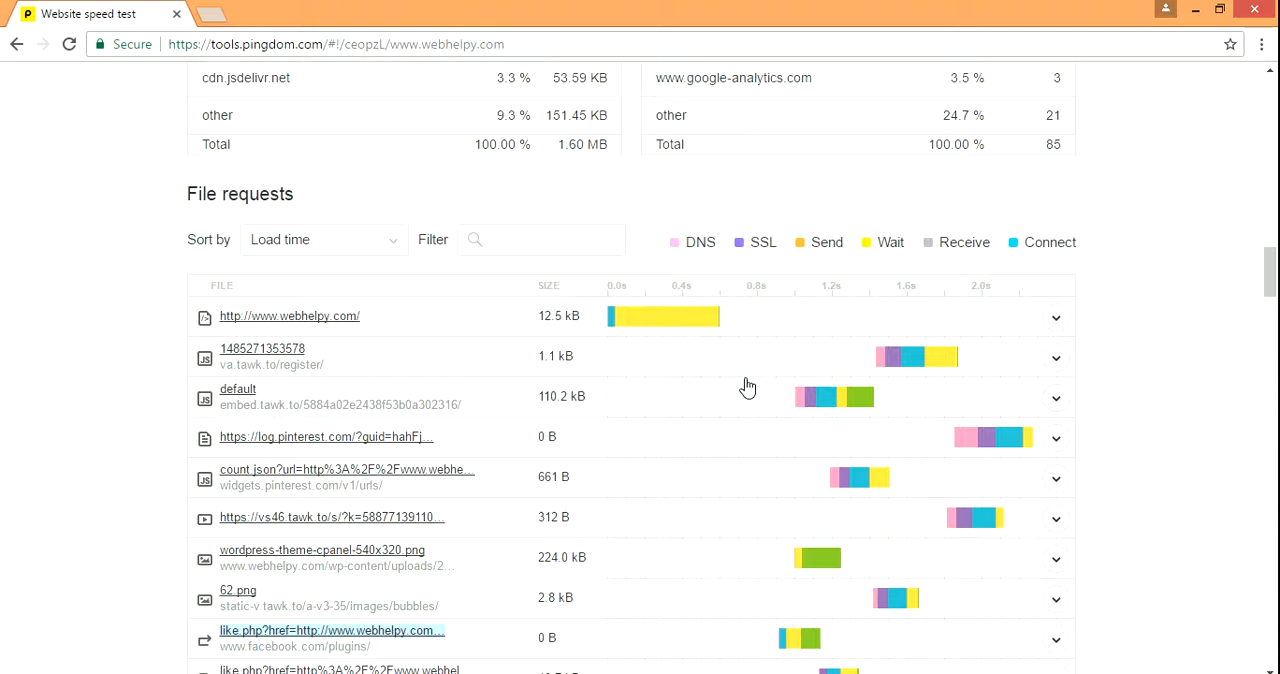 Website speed test
Secure https://tools.pingdom.com/#!/ceopzL/www.webhelpy.com
cdn.jsdelivr.net 3.3 % 53.59 KB
other 9.3 % 151.45 KB
Total 100.00 % 1.60 MB
www.google-analytics.com 3.5 % 3
other 24.7 % 21
Total 100.00 % 85
File requests
Sort by Load time Filter
DNS SSL Send Wait Receive Connect
FILE SIZE 0.0s 0.4s 0.8s 1.2s 1.6s 2.0s
http://www.webhelpy.com/ 12.5 kB
1485271353578
va.tawk.to/register/ 1.1 kB
default
embed.tawk.to/5884a02e2438f53b0a302316/ 110.2 kB
https://log.pinterest.com/?guid=hahFj... 0 B
count.json?url=http%3A%2F%2Fwww.webhe...
widgets.pinterest.com/v1/urls/ 661 B
https://vs46.tawk.to/s/?k=58877139110... 312 B
wordpress-theme-cpanel-540x320.png
www.webhelpy.com/wp-content/uploads/2... 224.0 kB
62.png
static-v.tawk.to/a-v3-35/images/bubbles/ 2.8 kB
like.php?href=http://www.webhelpy.com...
www.facebook.com/plugins/ 0 B
like.php?href=http%3A%2F%2Fwww.webhel